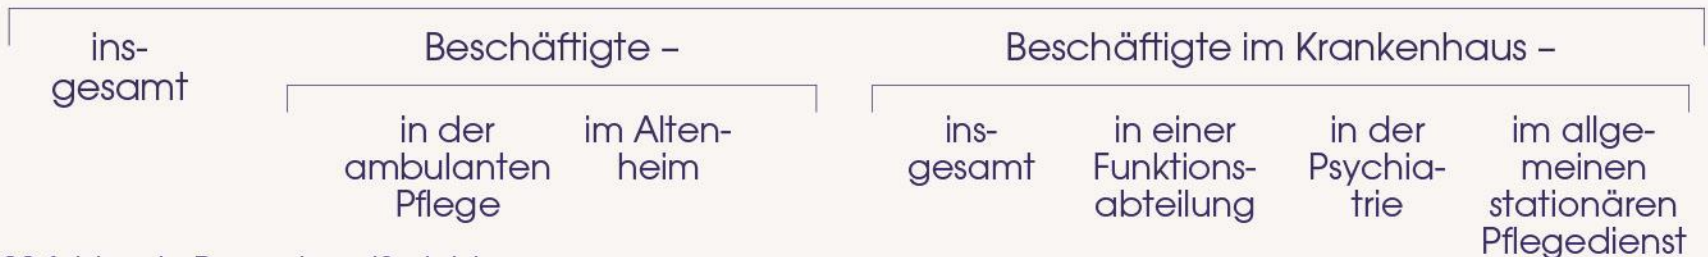 ins-
gesamt
Beschäftigte –
Beschäftigte im Krankenhaus –
in der
ambulanten
Pflege
im Alten-
heim
ins-
gesamt
in einer
Funktions-
abteilung
in der
Psychia-
trie
im allge-
meinen
stationären
Pflegedienst